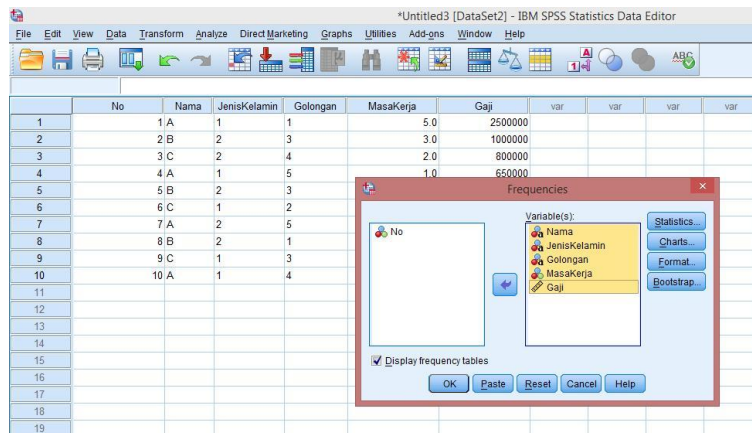 *Untitled3 [DataSet2] - IBM SPSS Statistics Data Editor
File Edit View Data Transform Analyze Direct Marketing Graphs Utilities Add-ons Window Help
A
1 4
ABC
No Nama JenisKelamin Golongan MasaKerja Gaji var var var var
1 1 A 1 1 5.0 2500000
2 2 B 2 3 3.0 1000000
3 3 C 2 4 2.0 800000
4 4 A 1 5 1.0 650000
5 5 B 2 3
6 6 C 1 2
7 7 A 2 5
8 8 B 2 1
9 9 C 1 3
10 10 A 1 4
11
12
13
14
15
16
17
18
19
Frequencies
x
No
Variable(s):
Nama
JenisKelamin
Golongan
MasaKerja
Gaji
Statistics...
Charts...
Format...
Bootstrap...
Display frequency tables
OK Paste Reset Cancel Help